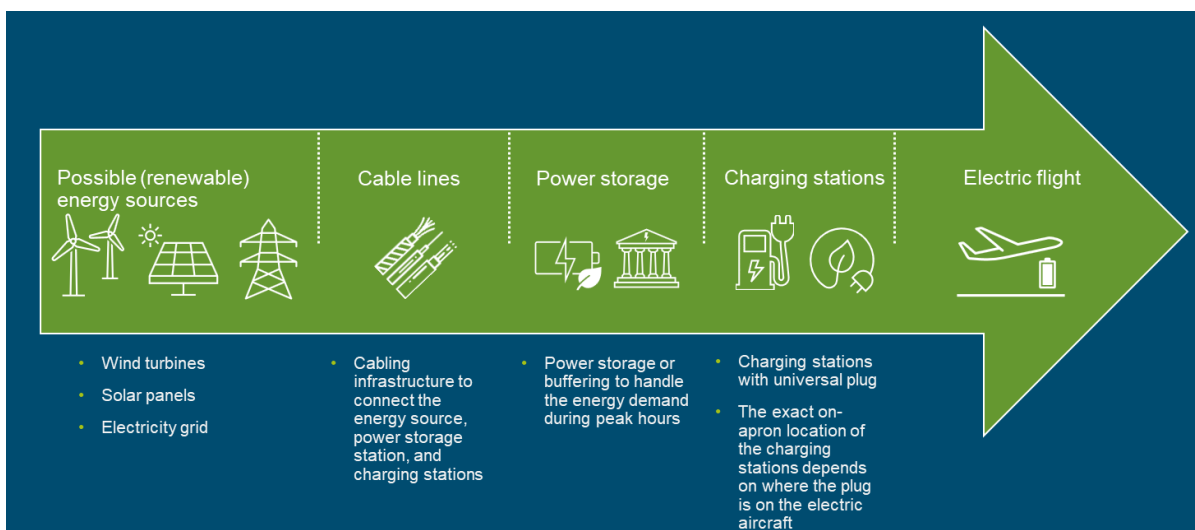 Possible (renewable)
energy sources
Cable lines
Power storage
Charging stations
Electric flight
• Wind turbines
• Solar panels
• Electricity grid
• Cabling
infrastructure to
connect the
energy source,
power storage
station, and
charging stations
• Power storage or
buffering to handle
the energy demand
during peak hours
• Charging stations
with universal plug
• The exact on-
apron location of
the charging
stations depends
on where the plug
is on the electric
aircraft